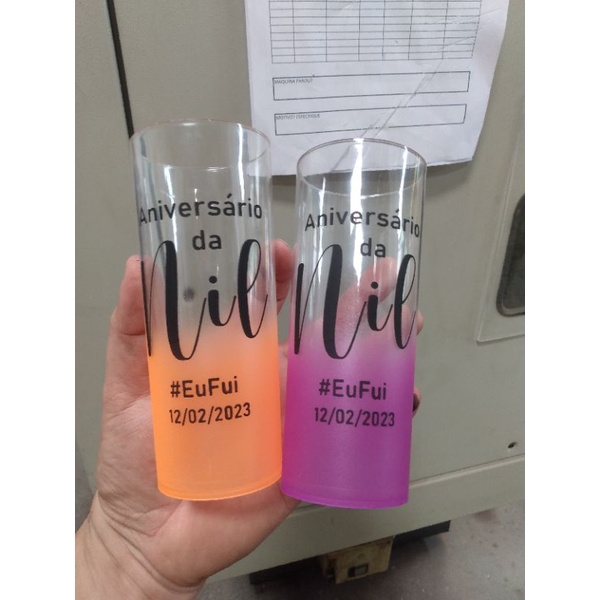 Aniversário
da
Nil
#EuFui
12/02/2023
Aniversário
da
Nil
#EuFui
12/02/2023